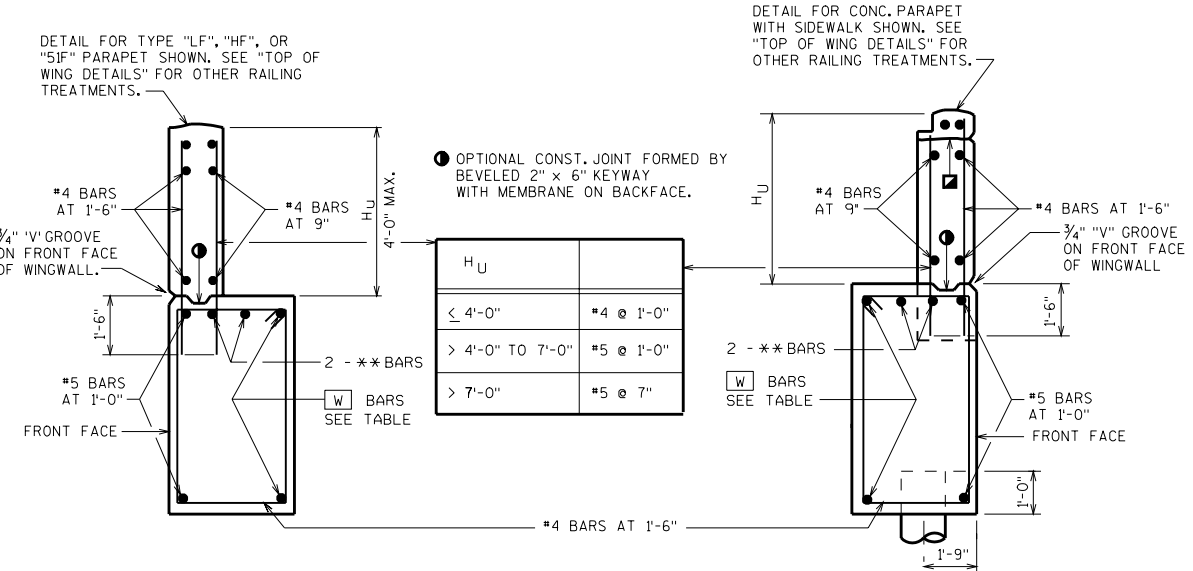 DETAIL FOR TYPE "LF", "HF", OR
"51F" PARAPET SHOWN. SEE "TOP OF
WING DETAILS" FOR OTHER RAILING
TREATMENTS.
DETAIL FOR CONC. PARAPET
WITH SIDEWALK SHOWN. SEE
"TOP OF WING DETAILS" FOR
OTHER RAILING TREATMENTS.
OPTIONAL CONST. JOINT FORMED BY
BEVELED 2" x 6" KEYWAY
WITH MEMBRANE ON BACKFACE.
#4 BARS
AT 1'-6"
#4 BARS
AT 9"
HU
4'-0" MAX.
3/4" "V" GROOVE
ON FRONT FACE
OF WINGWALL.
1'-6"
#5 BARS
AT 1'-0"
FRONT FACE
2 - ** BARS
W BARS
SEE TABLE
HU
≤ 4'-0" #4 @ 1'-0"
> 4'-0" TO 7'-0" #5 @ 1'-0"
> 7'-0" #5 @ 7"
HU
#4 BARS
AT 9"
#4 BARS AT 1'-6"
3/4" "V" GROOVE
ON FRONT FACE
OF WINGWALL
1'-6"
2 - ** BARS
W BARS
SEE TABLE
#5 BARS
AT 1'-0"
FRONT FACE
1'-0"
#4 BARS AT 1'-6"
1'-9"